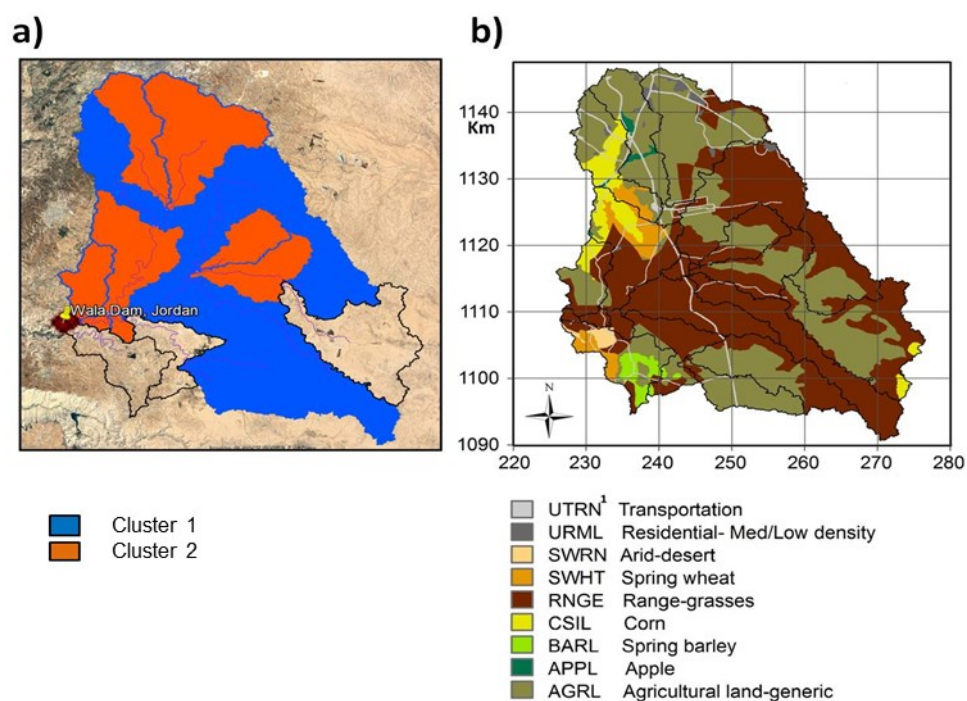 a)
Wala Dam, Jordan
Cluster 1
Cluster 2
b)
1140
Km
1130
1120
1110
1100
1090
N
220 230 240 250 260 270 280
UTRN¹ Transportation
URML Residential- Med/Low density
SWRN Arid-desert
SWHT Spring wheat
RNGE Range-grasses
CSIL Corn
BARL Spring barley
APPL Apple
AGRL Agricultural land-generic